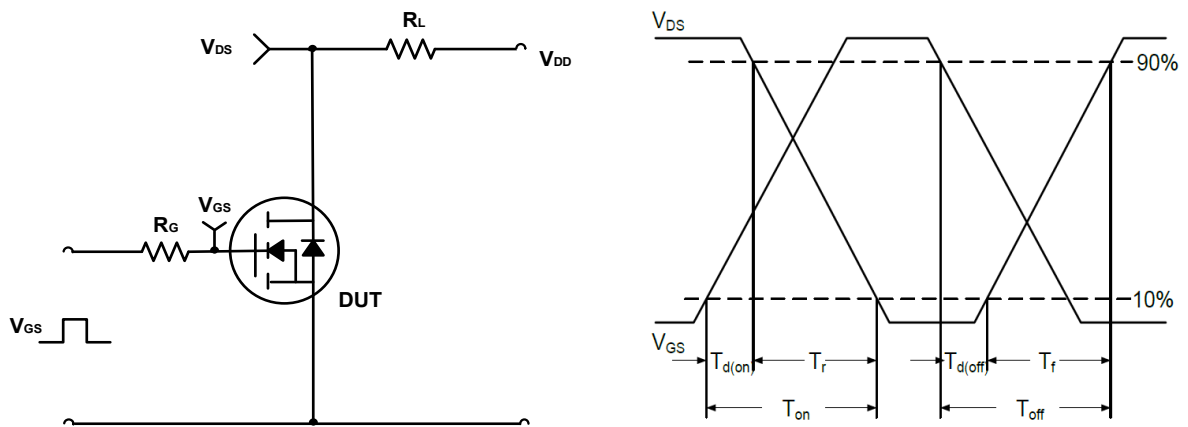 RL
VDS
VDD
VGS
RG
DUT
VGS
VDS
90%
10%
VGS
Td(on)
Tr
Td(off)
Tf
Ton
Toff